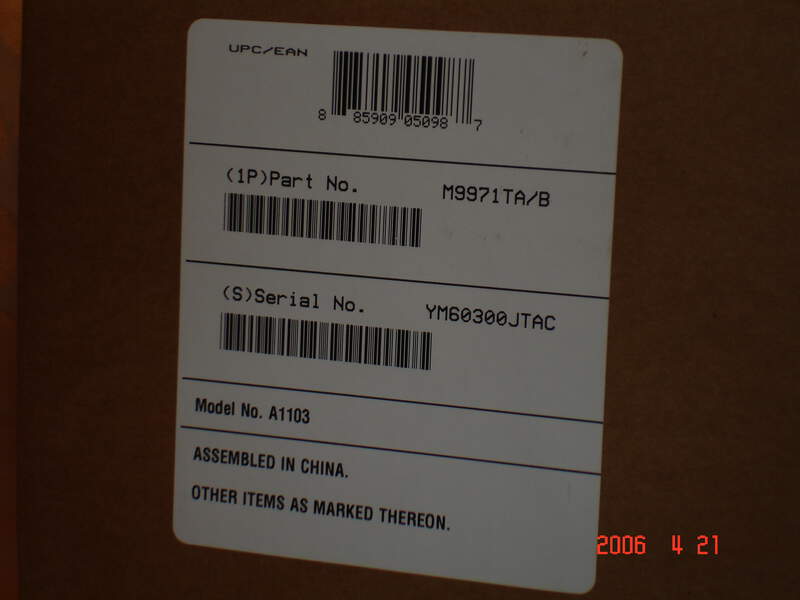 UPC/EAN
8 85909 05098 7
(1P)Part No. M9971TA/B
(S)Serial No. YM60300JTAC
Model No. A1103
ASSEMBLED IN CHINA.
OTHER ITEMS AS MARKED THEREON.
2006 4 21